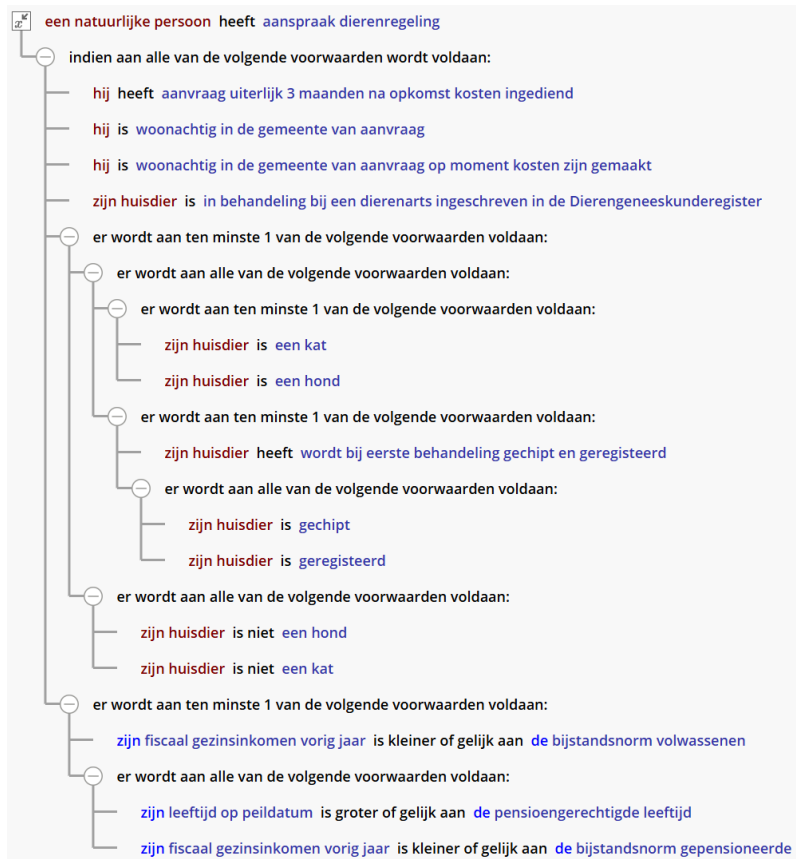 een natuurlijke persoon heeft aanspraak dierenregeling
indien aan alle van de volgende voorwaarden wordt voldaan:
hij heeft aanvraag uiterlijk 3 maanden na opkomst kosten ingediend
hij is woonachtig in de gemeente van aanvraag
hij is woonachtig in de gemeente van aanvraag op moment kosten zijn gemaakt
zijn huisdier is in behandeling bij een dierenarts ingeschreven in de Dierengeneeskunderegister
er wordt aan ten minste 1 van de volgende voorwaarden voldaan:
er wordt aan alle van de volgende voorwaarden voldaan:
er wordt aan ten minste 1 van de volgende voorwaarden voldaan:
zijn huisdier is een kat
zijn huisdier is een hond
er wordt aan ten minste 1 van de volgende voorwaarden voldaan:
zijn huisdier heeft wordt bij eerste behandeling gechipt en geregisteerd
er wordt aan alle van de volgende voorwaarden voldaan:
zijn huisdier is gechipt
zijn huisdier is geregisteerd
er wordt aan alle van de volgende voorwaarden voldaan:
zijn huisdier is niet een hond
zijn huisdier is niet een kat
er wordt aan ten minste 1 van de volgende voorwaarden voldaan:
zijn fiscaal gezinsinkomen vorig jaar is kleiner of gelijk aan de bijstandsnorm volwassenen
er wordt aan alle van de volgende voorwaarden voldaan:
zijn leeftijd op peildatum is groter of gelijk aan de pensioengerechtigde leeftijd
zijn fiscaal gezinsinkomen vorig jaar is kleiner of gelijk aan de bijstandsnorm gepensioneerde